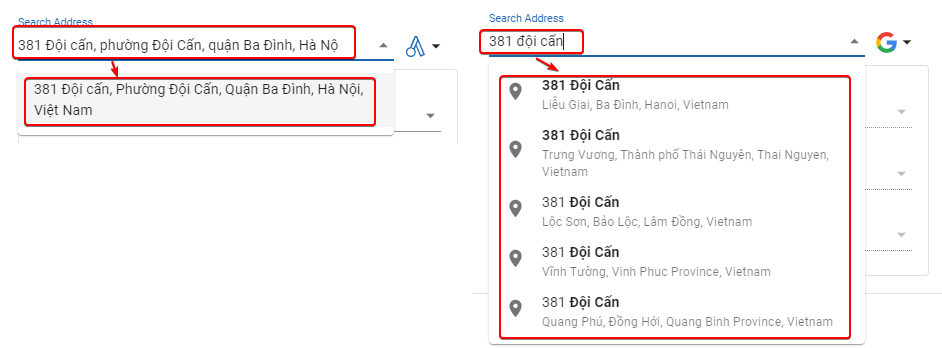 Search Address
381 Đội cấn, phường Đội Cấn, quận Ba Đình, Hà Nộ
381 Đội cấn, Phường Đội Cấn, Quận Ba Đình, Hà Nội,
Việt Nam
Search Address
381 đội cấn
381 Đội Cấn
Liễu Giai, Ba Đình, Hanoi, Vietnam
381 Đội Cấn
Trưng Vương, Thành phố Thái Nguyên, Thai Nguyen,
Vietnam
381 Đội Cấn
Lộc Sơn, Bảo Lộc, Lâm Đồng, Vietnam
381 Đội Cấn
Vĩnh Tường, Vinh Phuc Province, Vietnam
381 Đội Cấn
Quang Phú, Đồng Hới, Quang Binh Province, Vietnam